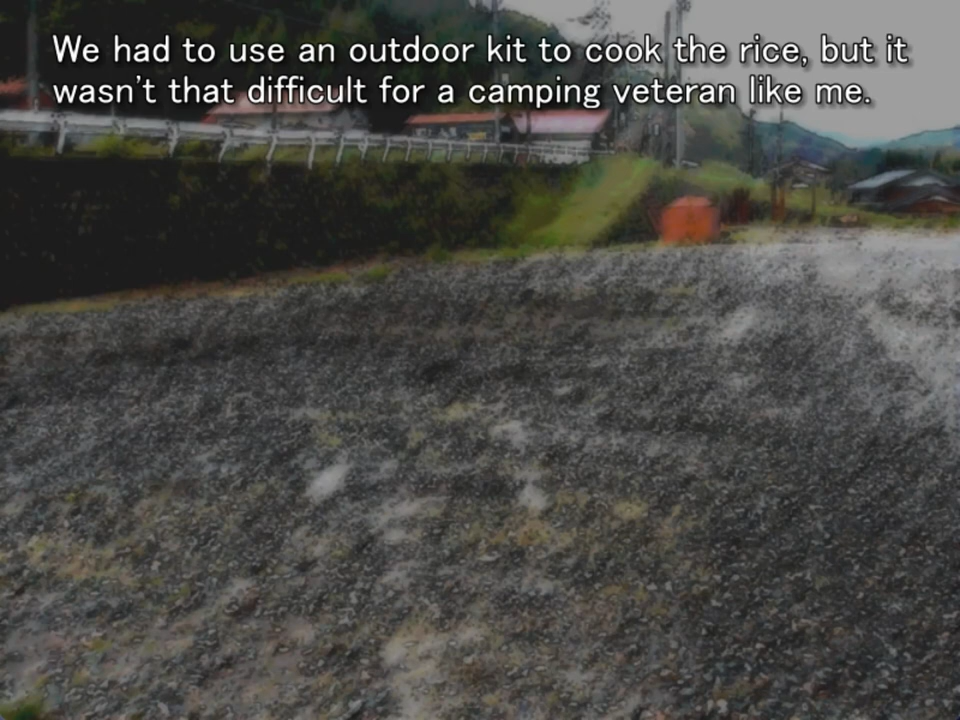 We had to use an outdoor kit to cook the rice, but it
wasn't that difficult for a camping veteran like me.